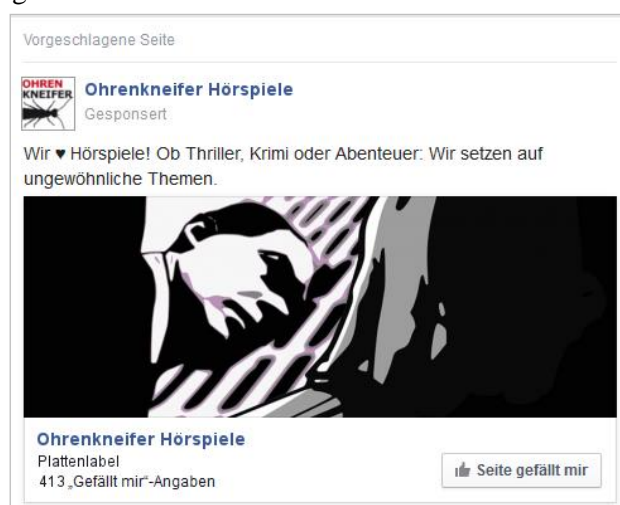 Vorgeschlagene Seite
OHREN
KNEIFER
Ohrenkneifer Hörspiele
Gesponsert
Wir ♥ Hörspiele! Ob Thriller, Krimi oder Abenteuer: Wir setzen auf
ungewöhnliche Themen.
Ohrenkneifer Hörspiele
Plattenlabel
413 „Gefällt mir“-Angaben
Seite gefällt mir